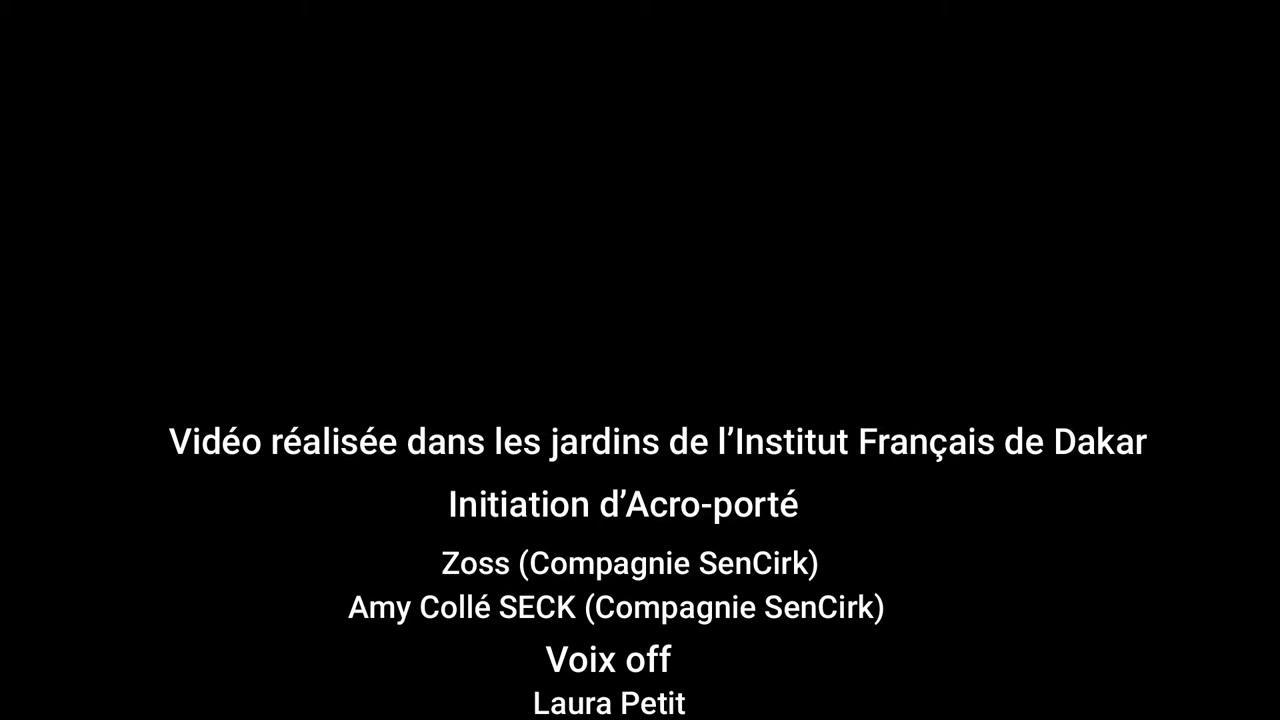 Vidéo réalisée dans les jardins de l’Institut Français de Dakar
Initiation d’Acro-porté
Zoss (Compagnie SenCirk)
Amy Collé SECK (Compagnie SenCirk)
Voix off
Laura Petit